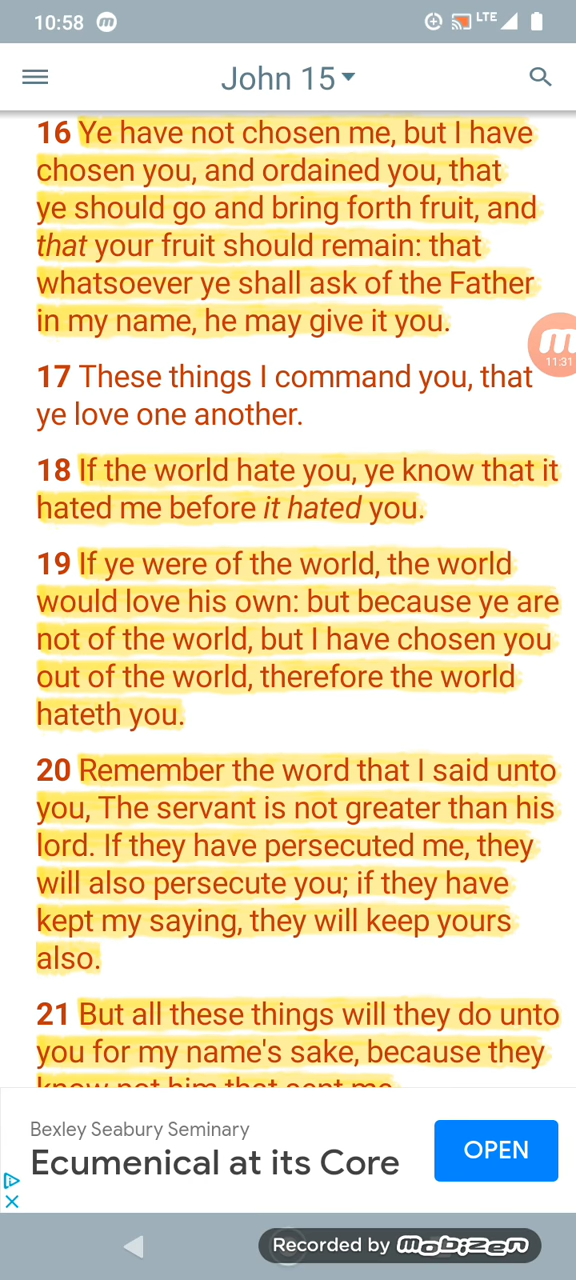 10:58 m LTE
John 15
16 Ye have not chosen me, but I have
chosen you, and ordained you, that
ye should go and bring forth fruit, and
that your fruit should remain: that
whatsoever ye shall ask of the Father
in my name, he may give it you.
m
11:31
17 These things I command you, that
ye love one another.
18 If the world hate you, ye know that it
hated me before it hated you.
19 If ye were of the world, the world
would love his own: but because ye are
not of the world, but I have chosen you
out of the world, therefore the world
hateth you.
20 Remember the word that I said unto
you, The servant is not greater than his
lord. If they have persecuted me, they
will also persecute you; if they have
kept my saying, they will keep yours
also.
21 But all these things will they do unto
you for my name's sake, because they
know not him that sent me
Bexley Seabury Seminary
Ecumenical at its Core
OPEN
Recorded by mobizen